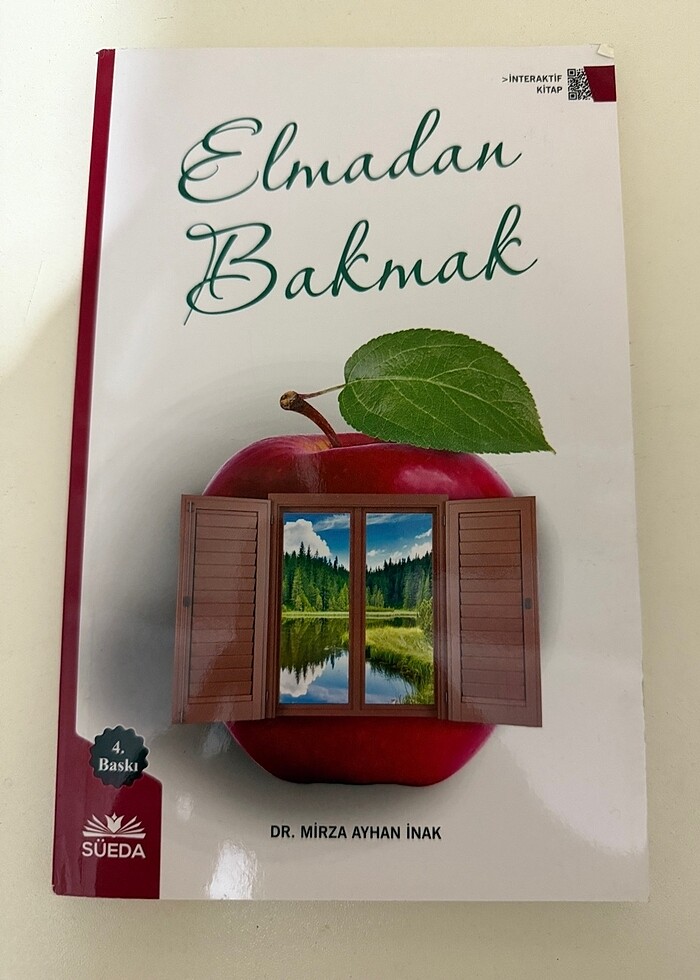 >İNTERAKTİF
KİTAP
Elmadan
Bakmak
4.
Baskı
SÜEDA
DR. MİRZA AYHAN İNAK